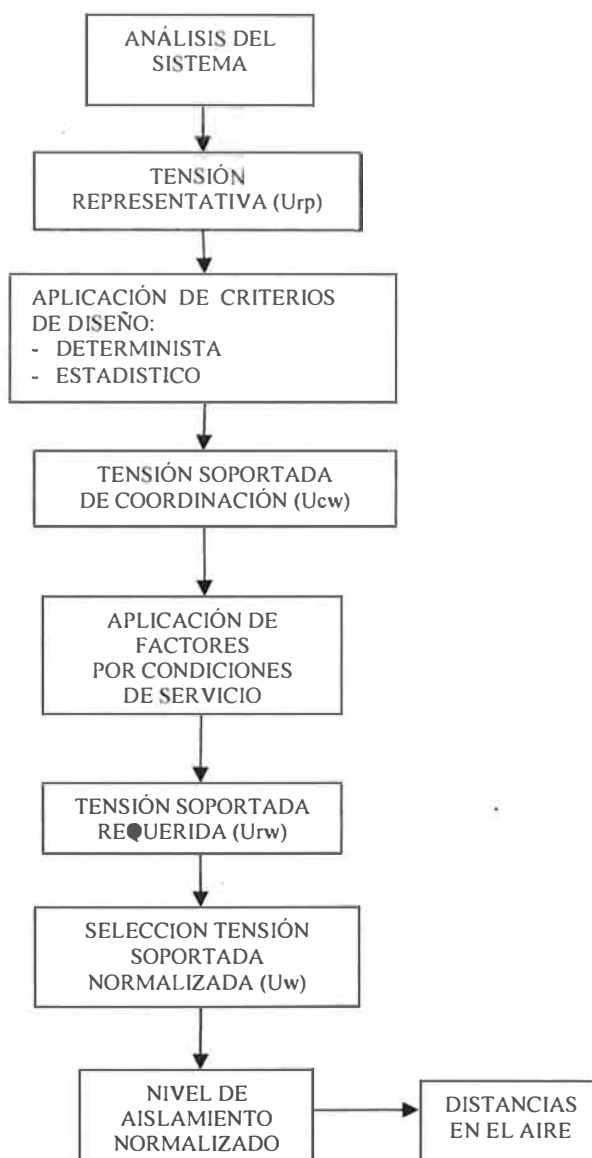 ANÁLISIS DEL
SISTEMA
TENSIÓN
REPRESENTATIVA (Urp)
APLICACIÓN DE CRITERIOS
DE DISEÑO:
- DETERMINISTA
- ESTADISTICO
TENSIÓN SOPORTADA
DE COORDINACIÓN (Ucw)
APLICACIÓN DE
FACTORES
POR CONDICIONES
DE SERVICIO
TENSIÓN SOPORTADA
REQUERIDA (Urw)
SELECCION TENSIÓN
SOPORTADA
NORMALIZADA (Uw)
NIVEL DE
AISLAMIENTO
NORMALIZADO
DISTANCIAS
EN EL AIRE